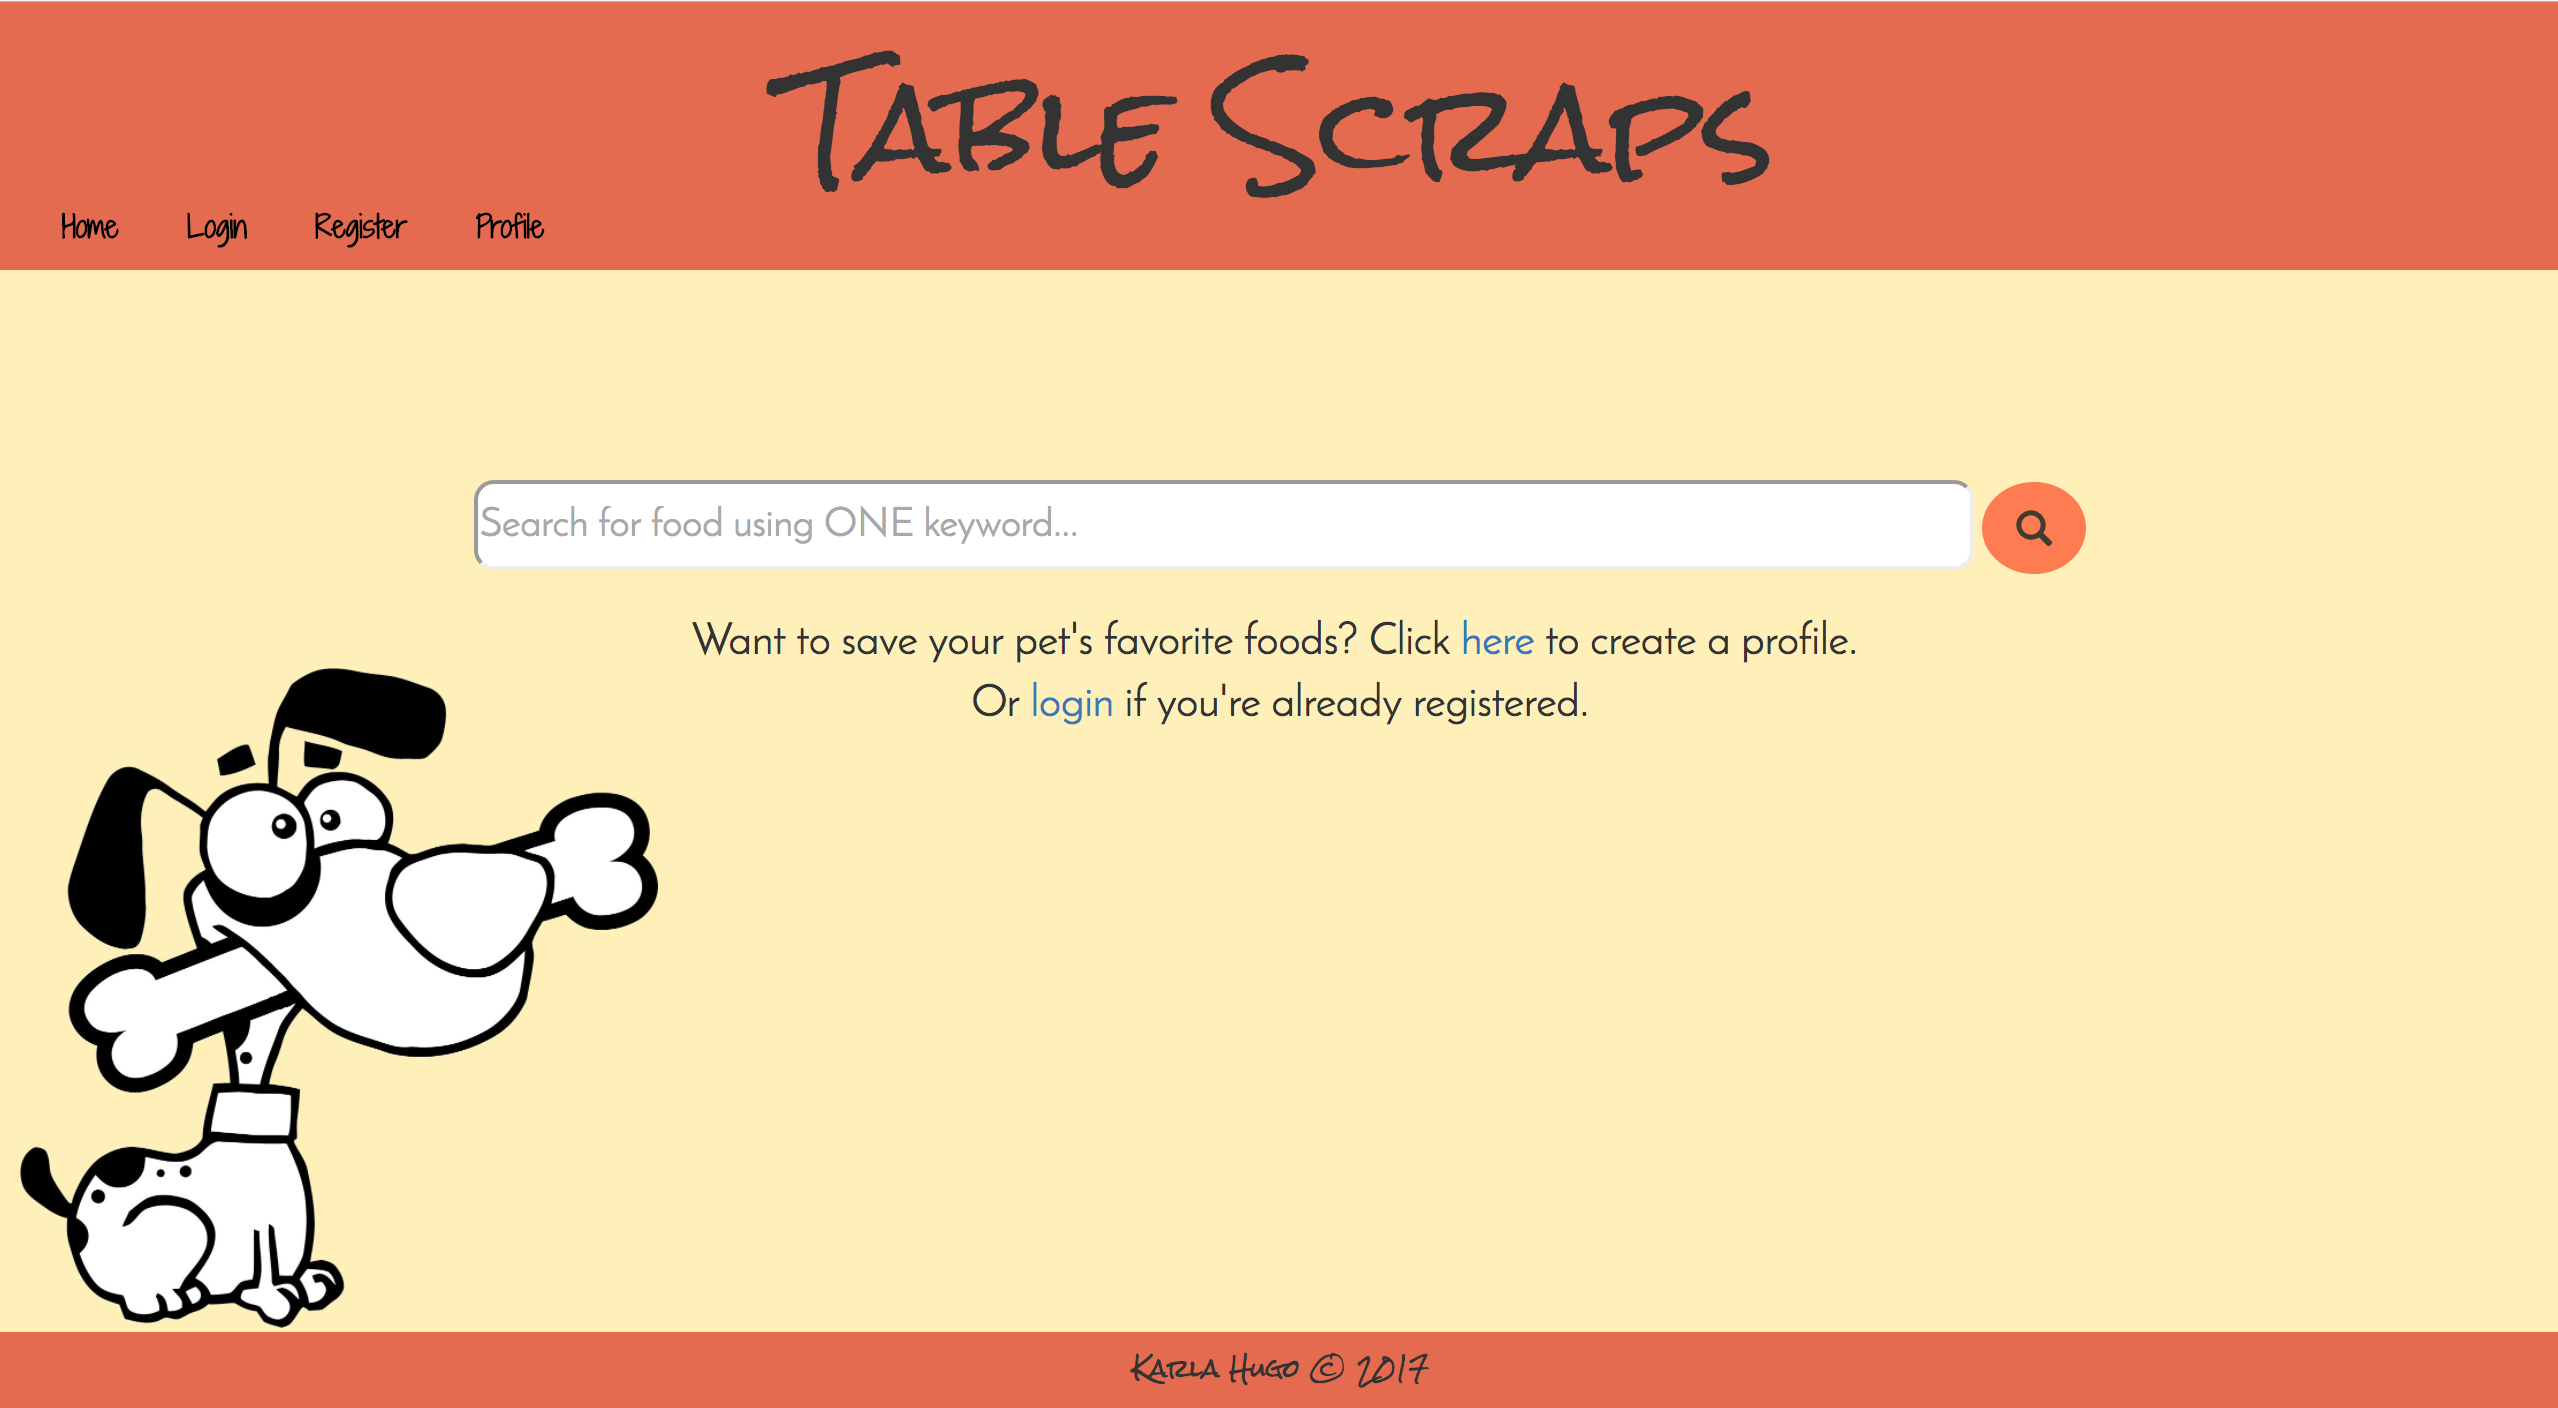 Table Scraps
Home Login Register Profile
Search for food using ONE keyword...
Want to save your pet's favorite foods? Click here to create a profile.
Or login if you're already registered.
Karla Hugo © 2017